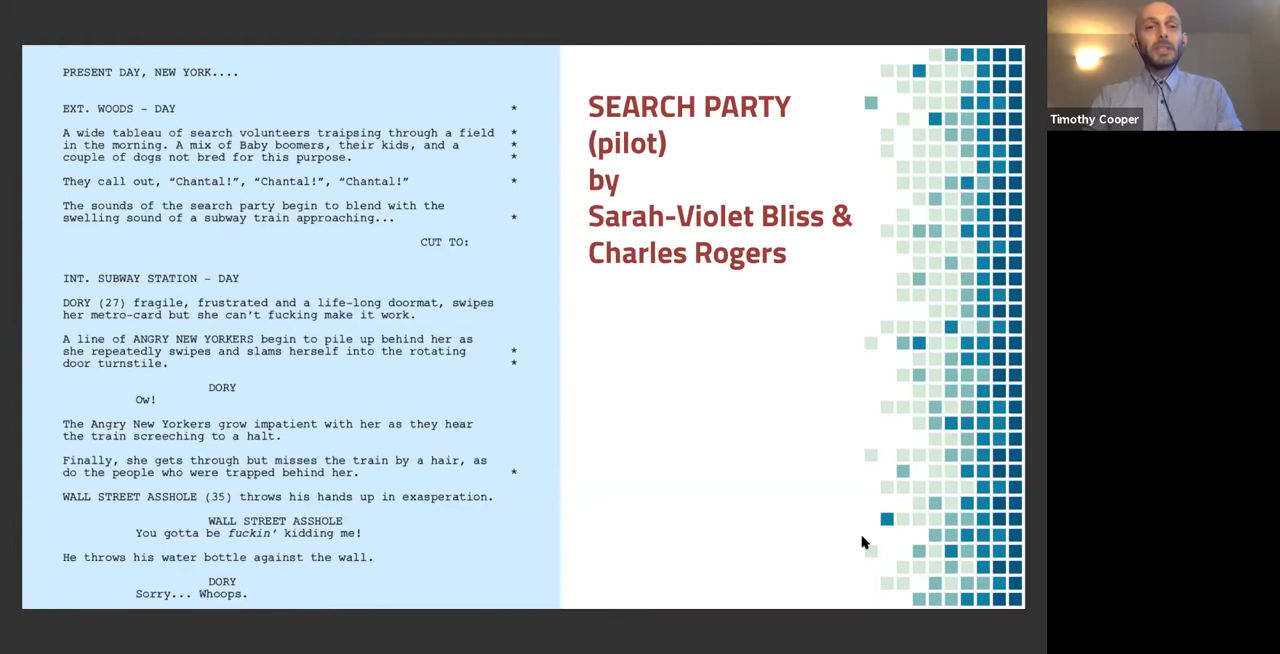 PRESENT DAY, NEW YORK....
EXT. WOODS - DAY *
A wide tableau of search volunteers traipsing through a field *
in the morning. A mix of Baby boomers, their kids, and a *
couple of dogs not bred for this purpose. *
They call out, “Chantal!”, “Chantal!”, “Chantal!” *
The sounds of the search party begin to blend with the
swelling sound of a subway train approaching... *
CUT TO:
INT. SUBWAY STATION - DAY
DORY (27) fragile, frustrated and a life-long doormat, swipes
her metro-card but she can’t fucking make it work.
A line of ANGRY NEW YORKERS begin to pile up behind her as
she repeatedly swipes and slams herself into the rotating *
door turnstile. *
DORY
Ow!
The Angry New Yorkers grow impatient with her as they hear
the train screeching to a halt.
Finally, she gets through but misses the train by a hair, as
do the people who were trapped behind her. *
WALL STREET ASSHOLE (35) throws his hands up in exasperation.
WALL STREET ASSHOLE
You gotta be fuckin’ kidding me!
He throws his water bottle against the wall.
DORY
Sorry... Whoops.
SEARCH PARTY
(pilot)
by
Sarah-Violet Bliss &
Charles Rogers
Timothy Cooper